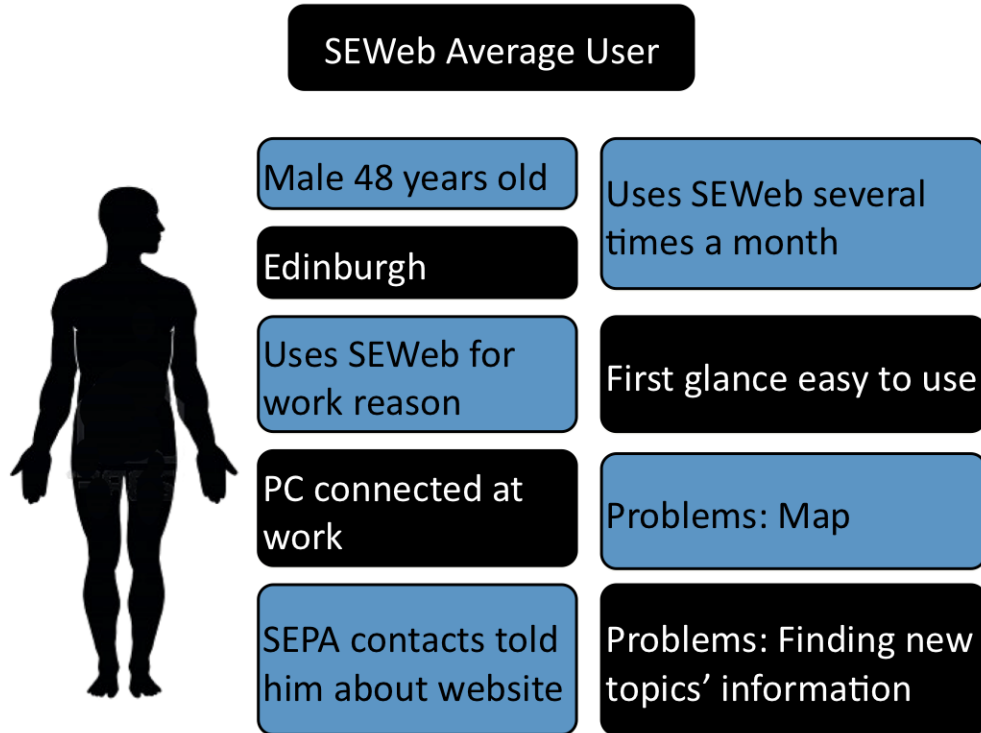 SEWeb Average User
Male 48 years old
Edinburgh
Uses SEWeb for
work reason
PC connected at
work
SEPA contacts told
him about website
Uses SEWeb several
times a month
First glance easy to use
Problems: Map
Problems: Finding new
topics’ information